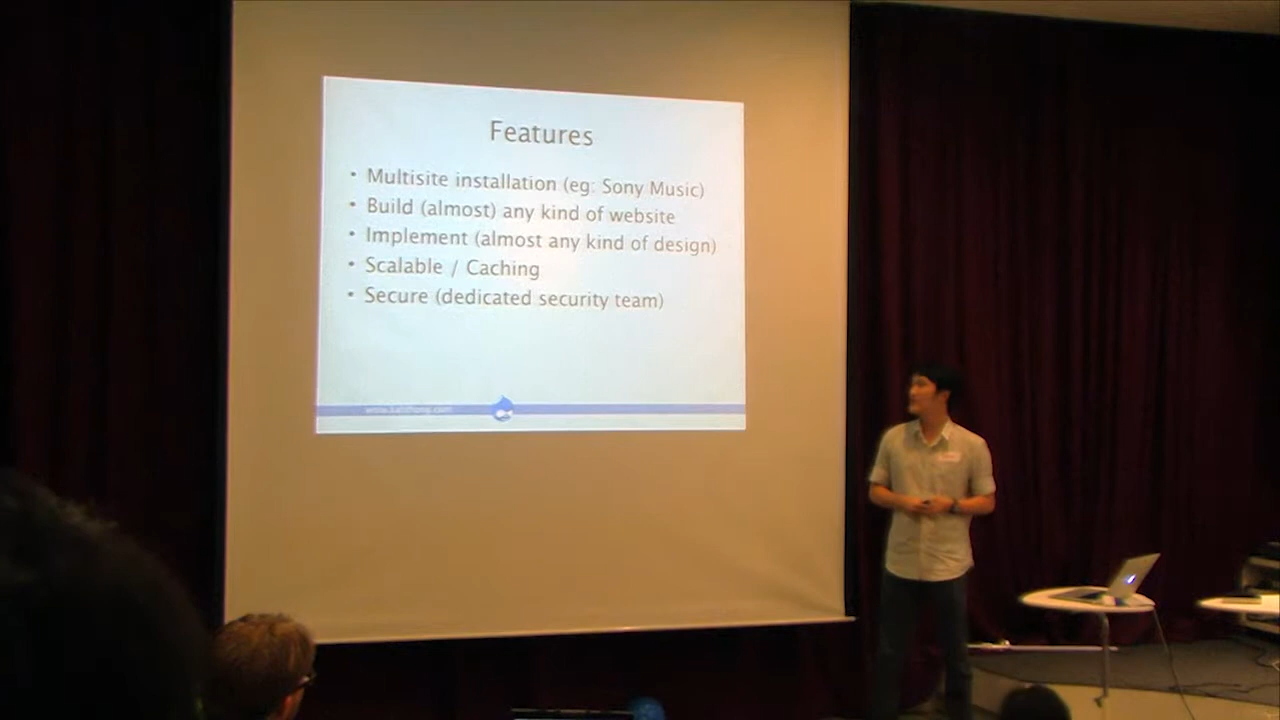 Features
• Multisite installation (eg: Sony Music)
• Build (almost) any kind of website
• Implement (almost any kind of design)
• Scalable / Caching
• Secure (dedicated security team)